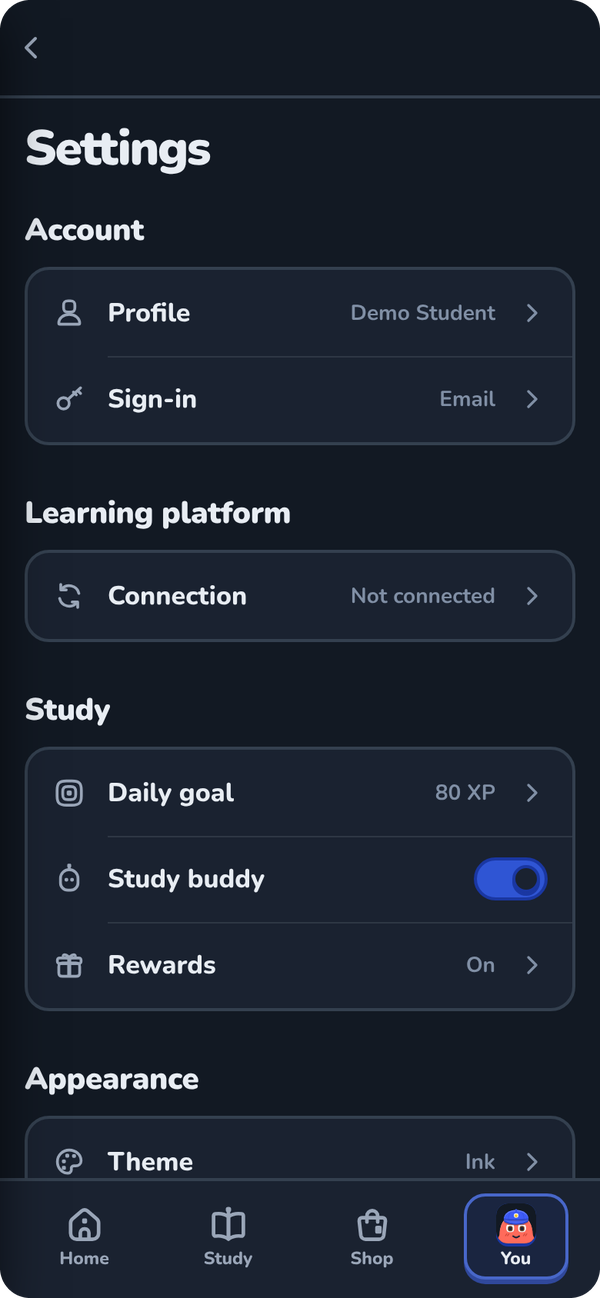 Settings
Account
Profile Demo Student
Sign-in Email
Learning platform
Connection Not connected
Study
Daily goal 80 XP
Study buddy
Rewards On
Appearance
Theme Ink
Home Study Shop You